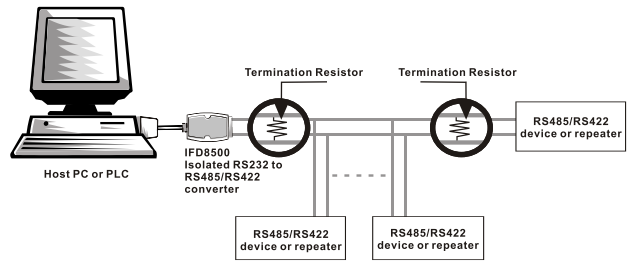 Termination Resistor
Termination Resistor
RS485/RS422
device or repeater
IFD8500
Isolated RS232 to
RS485/RS422
converter
Host PC or PLC
RS485/RS422
device or repeater
RS485/RS422
device or repeater